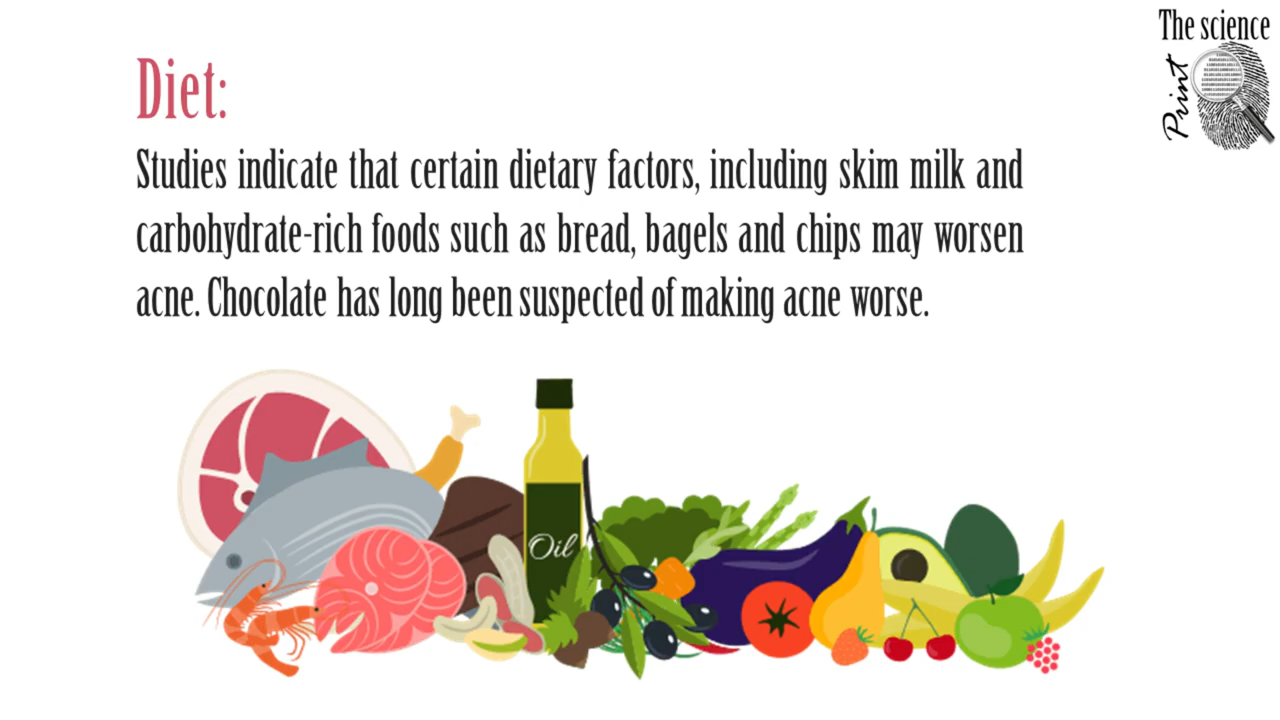 The science
Print
Diet:
Studies indicate that certain dietary factors, including skim milk and
carbohydrate-rich foods such as bread, bagels and chips may worsen
acne. Chocolate has long been suspected of making acne worse.
Oil